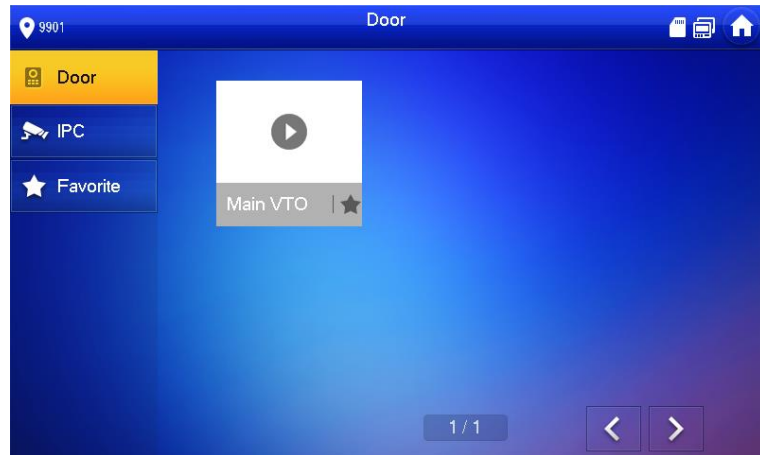 9901
Door
Door
IPC
Favorite
Main VTO
1/1